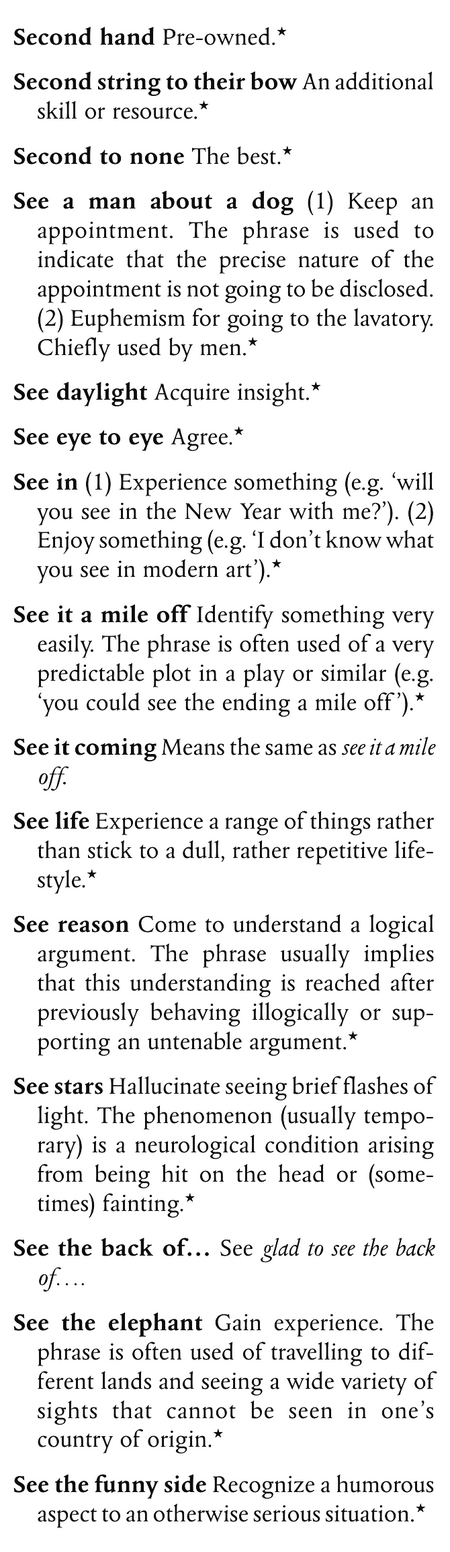 Second hand Pre-owned.★
Second string to their bow An additional
skill or resource.★
Second to none The best.★
See a man about a dog (1) Keep an
appointment. The phrase is used to
indicate that the precise nature of the
appointment is not going to be disclosed.
(2) Euphemism for going to the lavatory.
Chiefly used by men.★
See daylight Acquire insight.★
See eye to eye Agree.★
See in (1) Experience something (e.g. ‘will
you see in the New Year with me?’). (2)
Enjoy something (e.g. ‘I don’t know what
you see in modern art’).★
See it a mile off Identify something very
easily. The phrase is often used of a very
predictable plot in a play or similar (e.g.
‘you could see the ending a mile off’).★
See it coming Means the same as see it a mile
off.
See life Experience a range of things rather
than stick to a dull, rather repetitive life-
style.★
See reason Come to understand a logical
argument. The phrase usually implies
that this understanding is reached after
previously behaving illogically or sup-
porting an untenable argument.★
See stars Hallucinate seeing brief flashes of
light. The phenomenon (usually tempo-
rary) is a neurological condition arising
from being hit on the head or (some-
times) fainting.★
See the back of… See glad to see the back
of….
See the elephant Gain experience. The
phrase is often used of travelling to dif-
ferent lands and seeing a wide variety of
sights that cannot be seen in one’s
country of origin.★
See the funny side Recognize a humorous
aspect to an otherwise serious situation.★